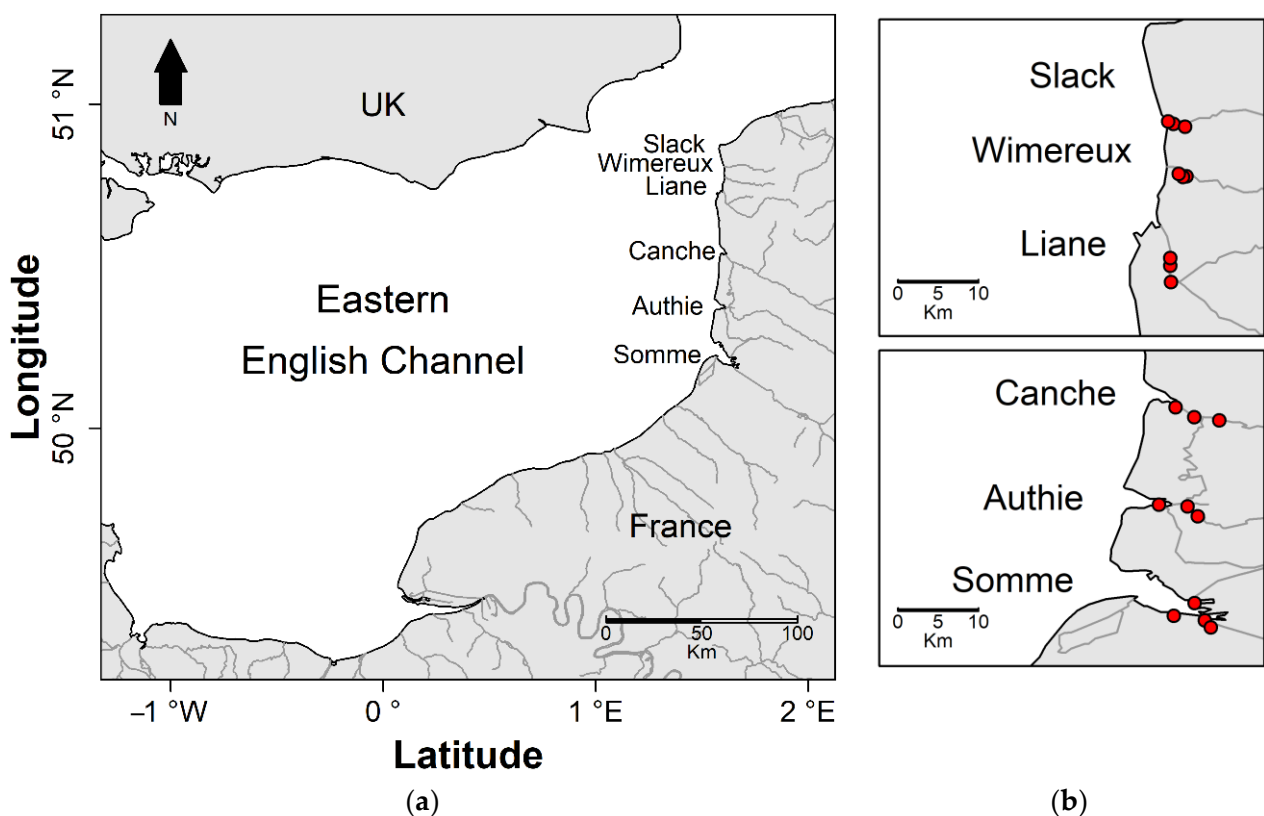 N
UK
51 °N
50 °N
Longitude
Slack
Wimereux
Liane
Canche
Authie
Somme
Eastern
English Channel
France
0 50 100
Km
–1 °W 0 ° 1 °E 2 °E
Latitude
(a)
Slack
Wimereux
Liane
0 5 10
Km
Canche
Authie
Somme
0 5 10
Km
(b)